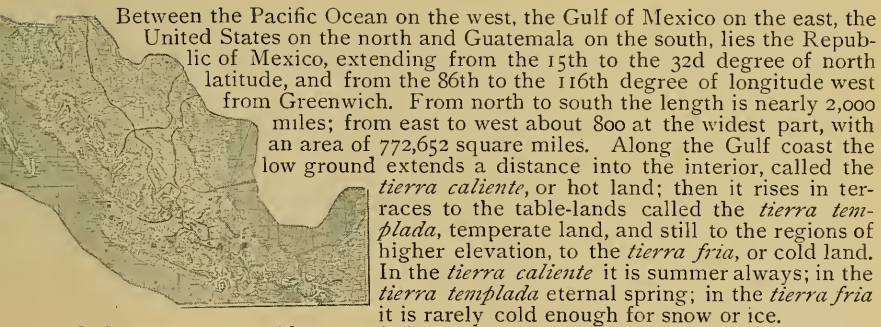 Between the Pacific Ocean on the west, the Gulf of Mexico on the east, the
United States on the north and Guatemala on the south, lies the Repub-
lic of Mexico, extending from the 15th to the 32d degree of north
latitude, and from the 86th to the 116th degree of longitude west
from Greenwich. From north to south the length is nearly 2,000
miles; from east to west about 800 at the widest part, with
an area of 772,652 square miles. Along the Gulf coast the
low ground extends a distance into the interior, called the
tierra caliente, or hot land; then it rises in ter-
races to the table-lands called the tierra tem-
plada, temperate land, and still to the regions of
higher elevation, to the tierra fria, or cold land.
In the tierra caliente it is summer always; in the
tierra templada eternal spring; in the tierra fria
it is rarely cold enough for snow or ice.